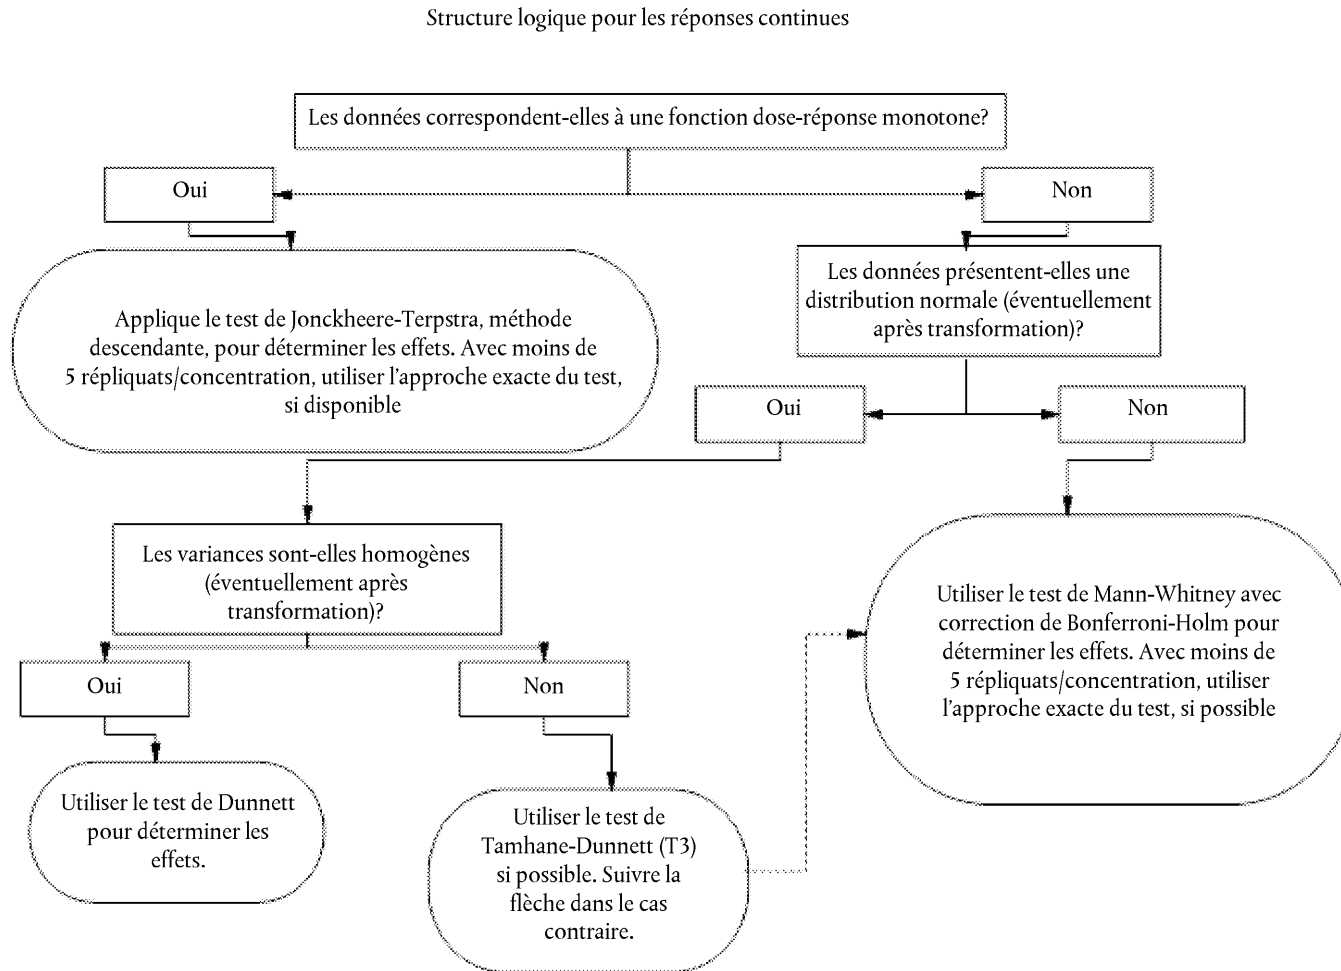 Structure logique pour les réponses continues
Les données correspondent-elles à une fonction dose-réponse monotone?
Oui
Non
Applique le test de Jonckheere-Terpstra, méthode
descendante, pour déterminer les effets. Avec moins de
5 répliquats/concentration, utiliser l'approche exacte du test,
si disponible
Les données présentent-elles une
distribution normale (éventuellement
après transformation)?
Oui
Non
Les variances sont-elles homogènes
(éventuellement après
transformation)?
Utiliser le test de Mann-Whitney avec
correction de Bonferroni-Holm pour
déterminer les effets. Avec moins de
5 répliquats/concentration, utiliser
l'approche exacte du test, si possible
Oui
Non
Utiliser le test de Dunnett
pour déterminer les
effets.
Utiliser le test de
Tamhane-Dunnett (T3)
si possible. Suivre la
flèche dans le cas
contraire.